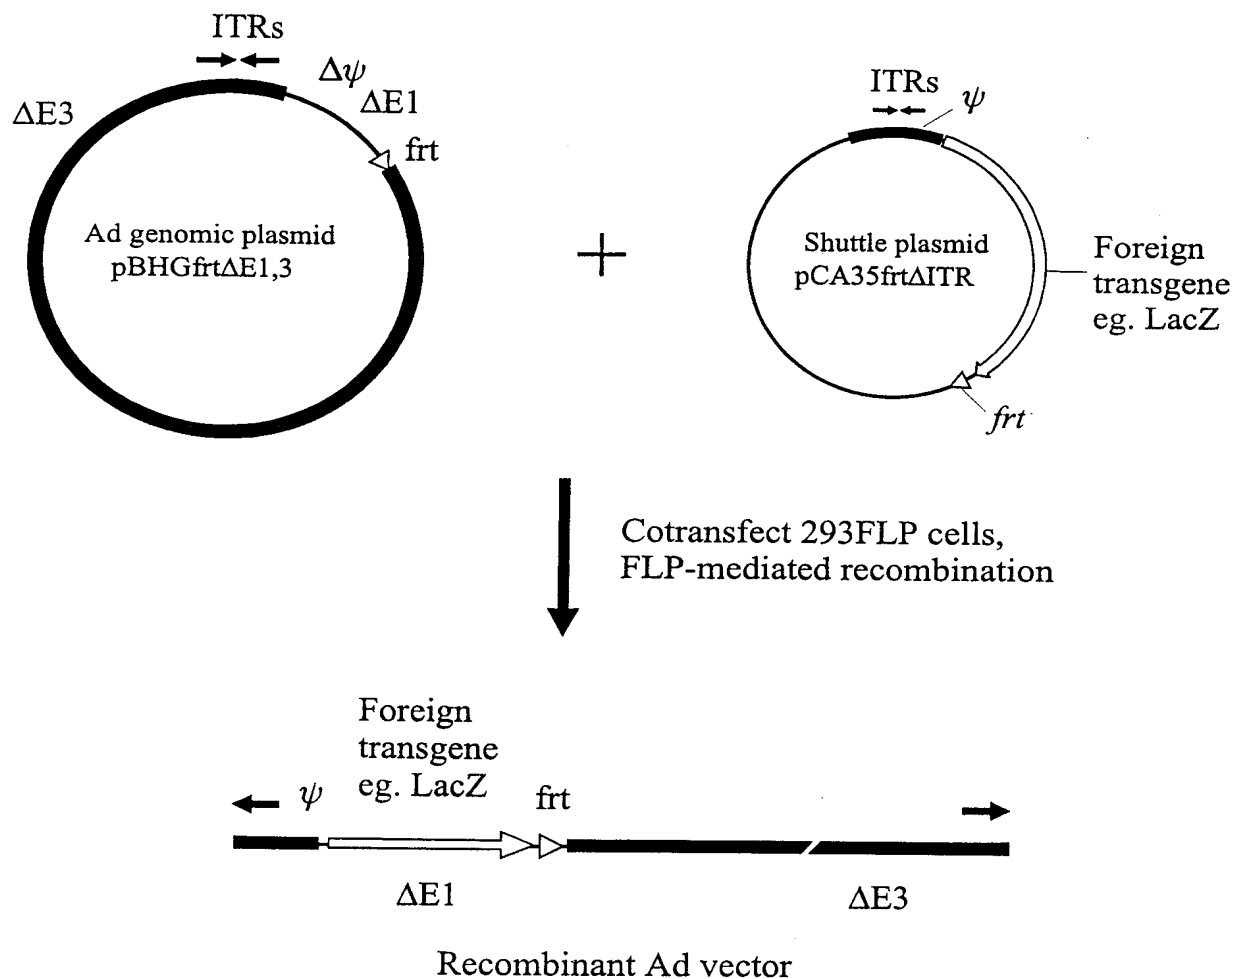 ITRs
Δψ
ΔE1
ΔE3
frt
Ad genomic plasmid
pBHGfrtΔE1,3
ITRs
ψ
Shuttle plasmid
pCA35frtΔITR
Foreign
transgene
eg. LacZ
frt
Cotransfect 293FLP cells,
FLP-mediated recombination
Foreign
transgene
eg. LacZ
ψ
frt
ΔE1
ΔE3
Recombinant Ad vector